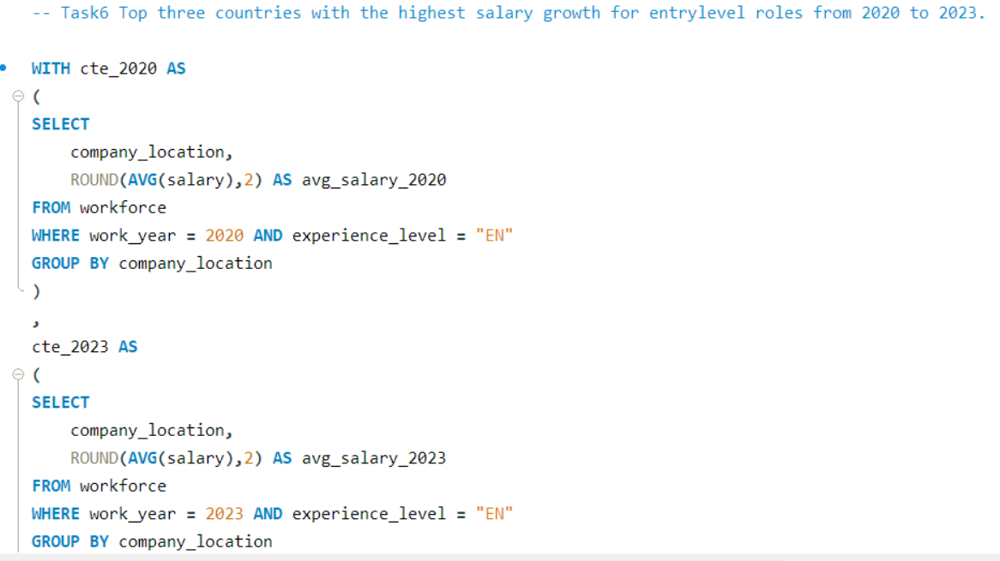 -- Task6 Top three countries with the highest salary growth for entrylevel roles from 2020 to 2023.
WITH cte_2020 AS
(
SELECT
company_location,
ROUND(AVG(salary),2) AS avg_salary_2020
FROM workforce
WHERE work_year = 2020 AND experience_level = "EN"
GROUP BY company_location
)
,
cte_2023 AS
(
SELECT
company_location,
ROUND(AVG(salary),2) AS avg_salary_2023
FROM workforce
WHERE work_year = 2023 AND experience_level = "EN"
GROUP BY company_location